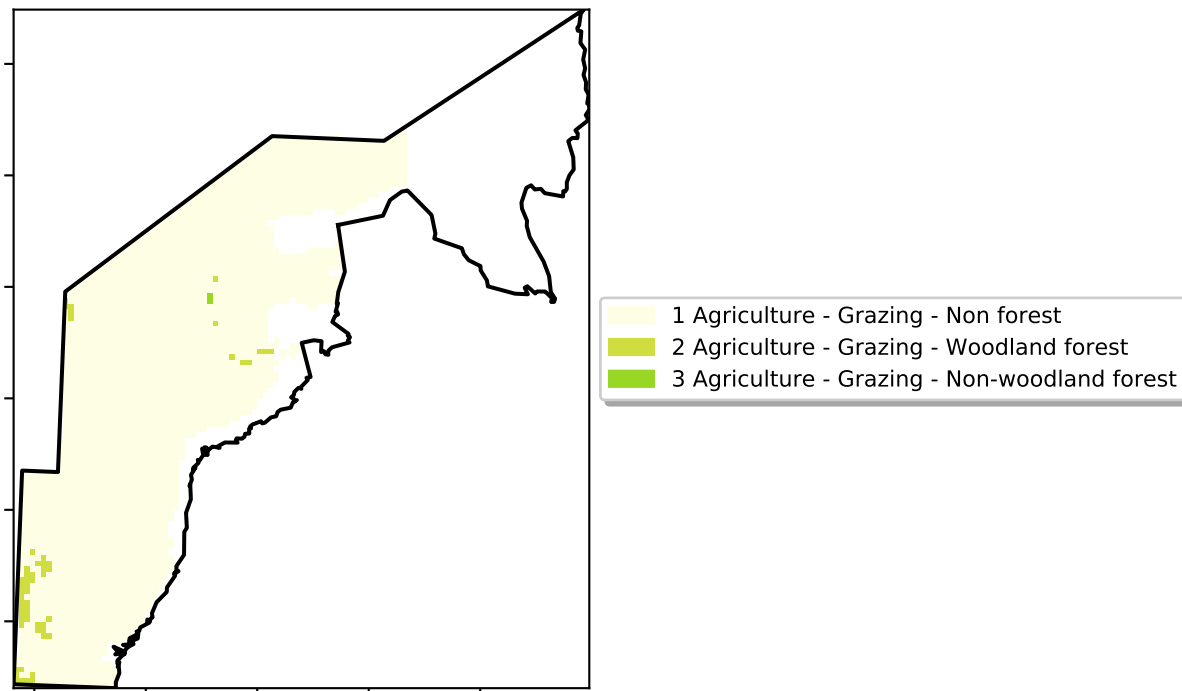 1 Agriculture - Grazing - Non forest
2 Agriculture - Grazing - Woodland forest
3 Agriculture - Grazing - Non-woodland forest